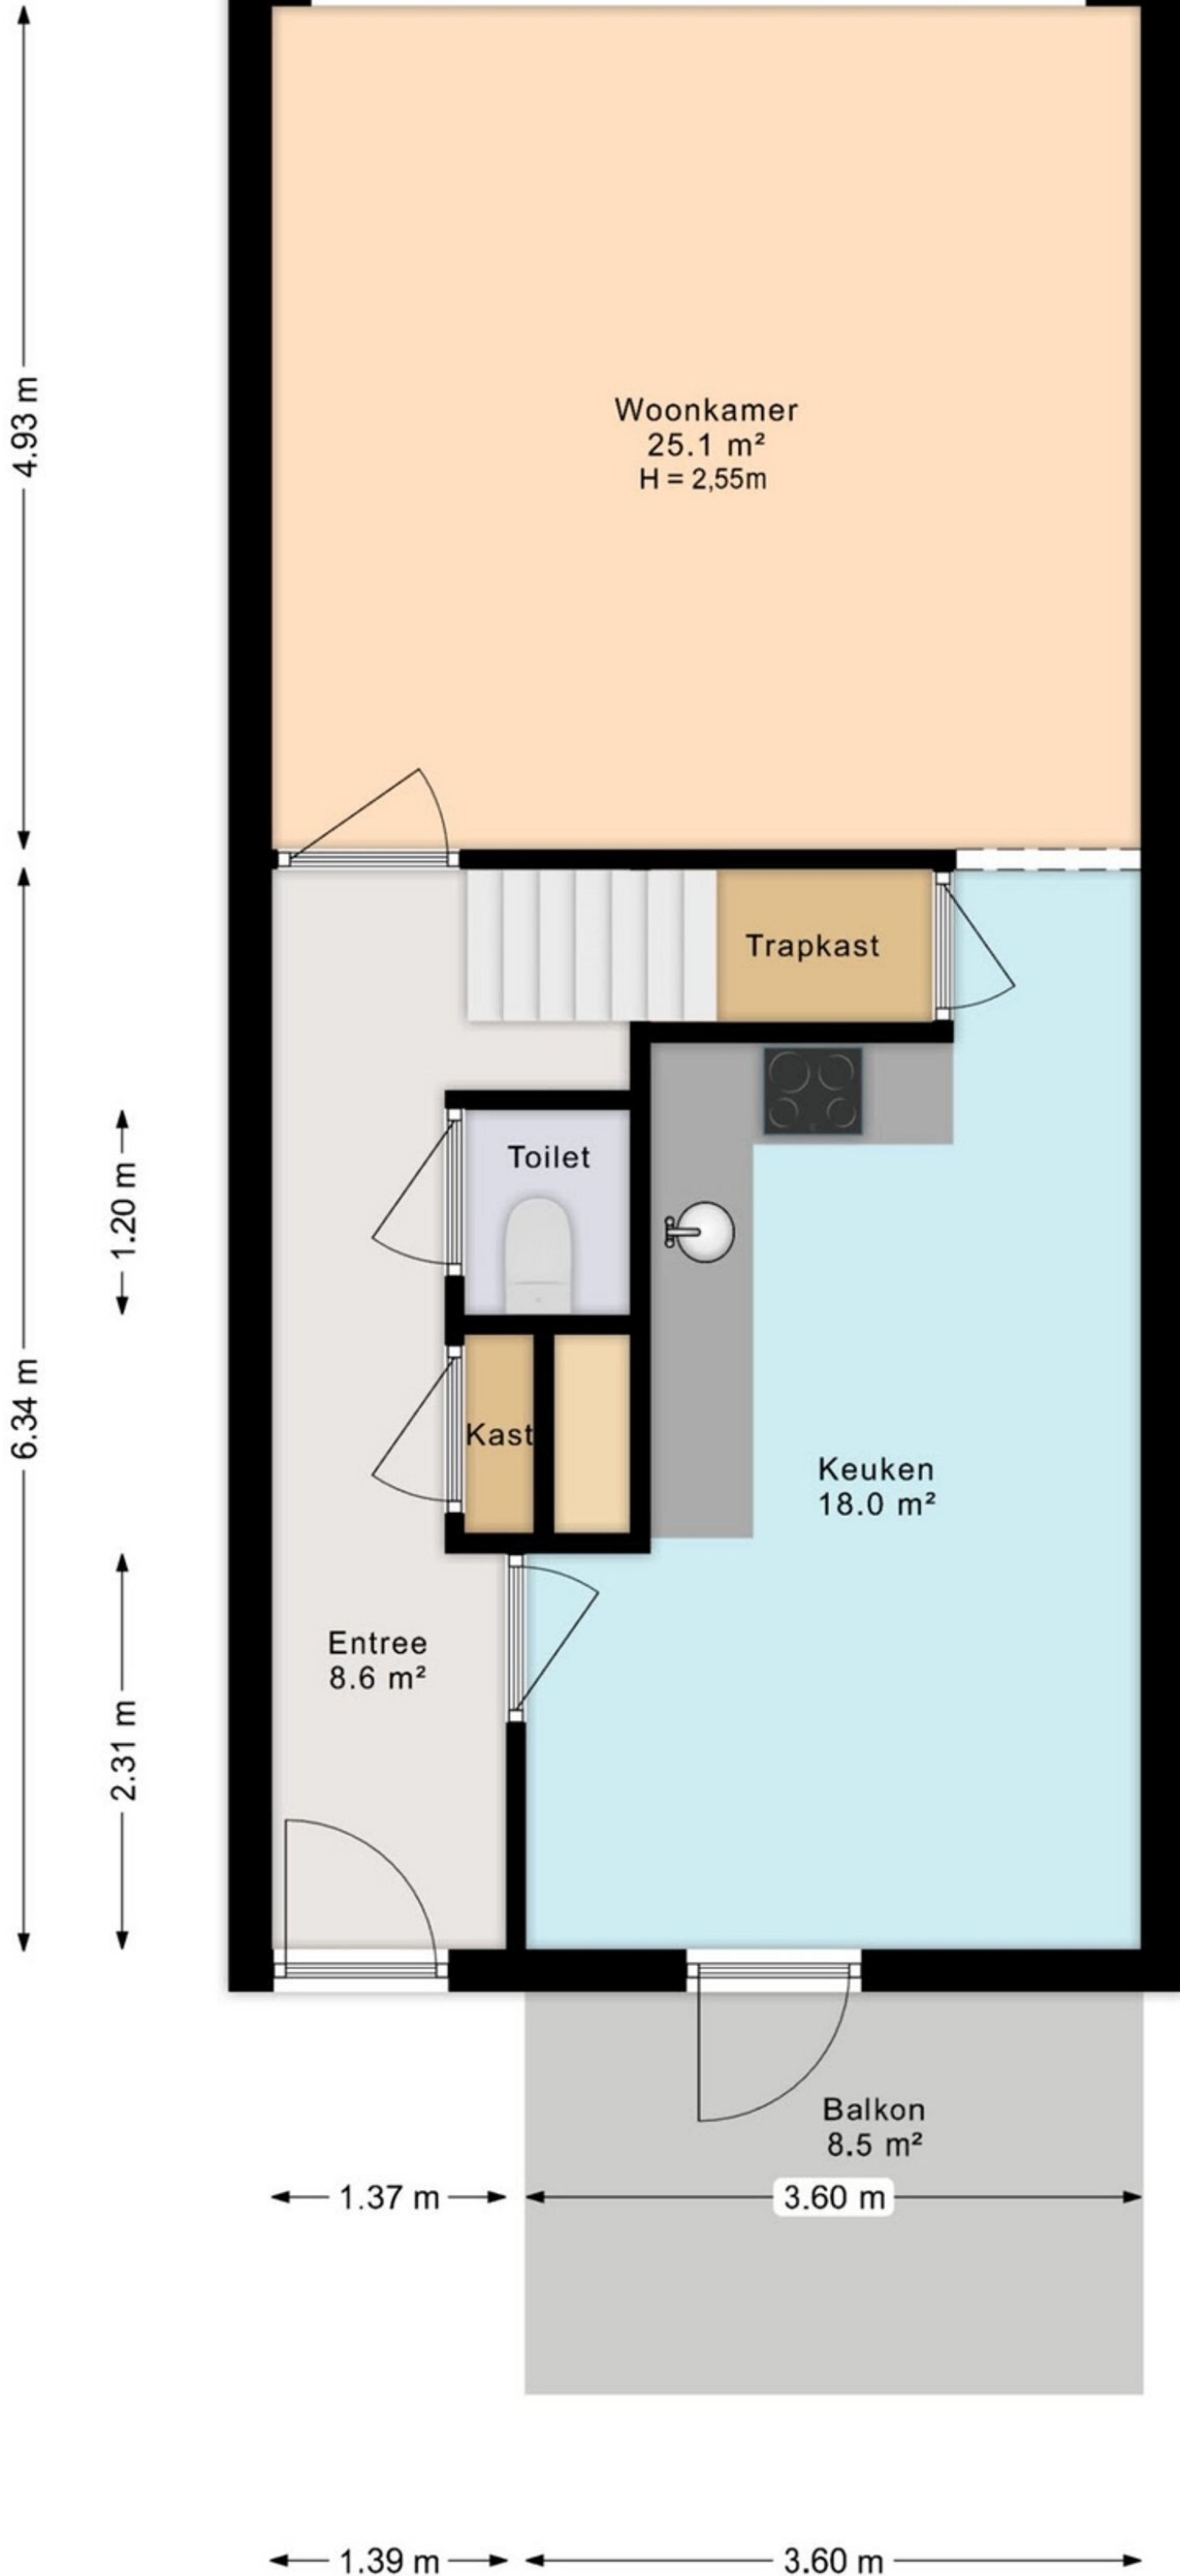 4.93 m
Woonkamer
25.1 m²
H = 2,55m
Trapkast
1.20 m
Toilet
6.34 m
Kast
Keuken
18.0 m²
Entree
8.6 m²
2.31 m
Balkon
8.5 m²
1.37 m
3.60 m
1.39 m
3.60 m